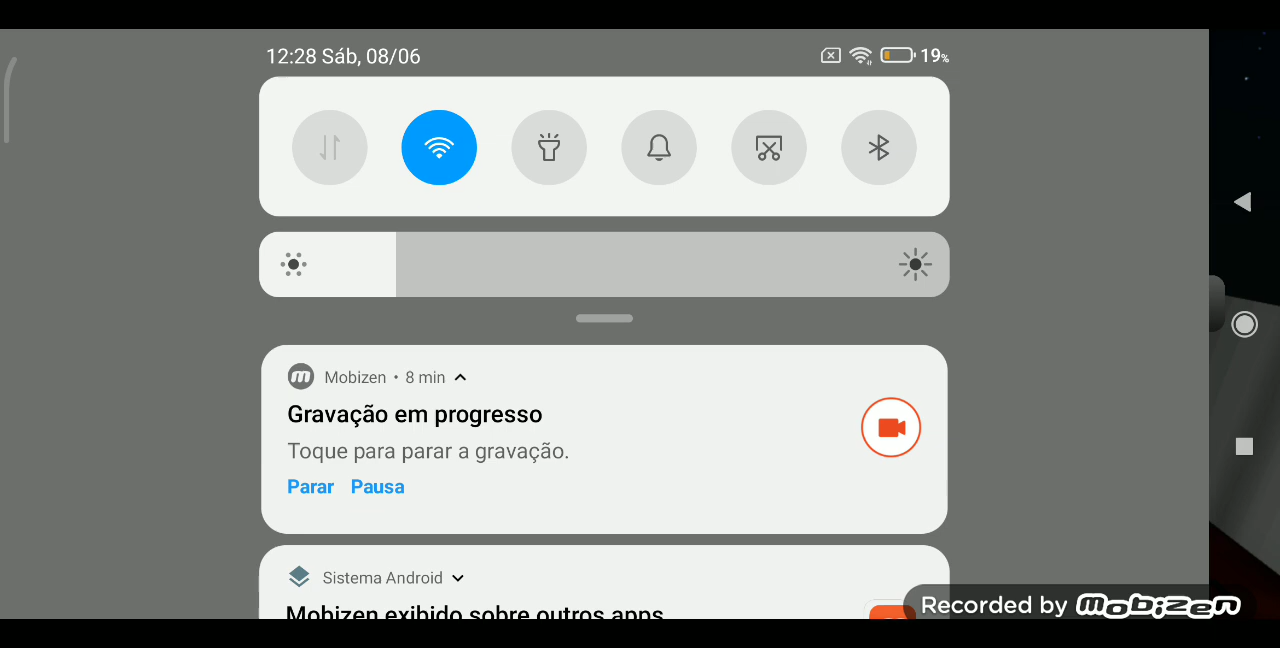 12:28 Sáb, 08/06
19%
Mobizen • 8 min
Gravação em progresso
Toque para parar a gravação.
Parar Pausa
Sistema Android
Mobizen exibido sobre outros apps
Recorded by mobizen